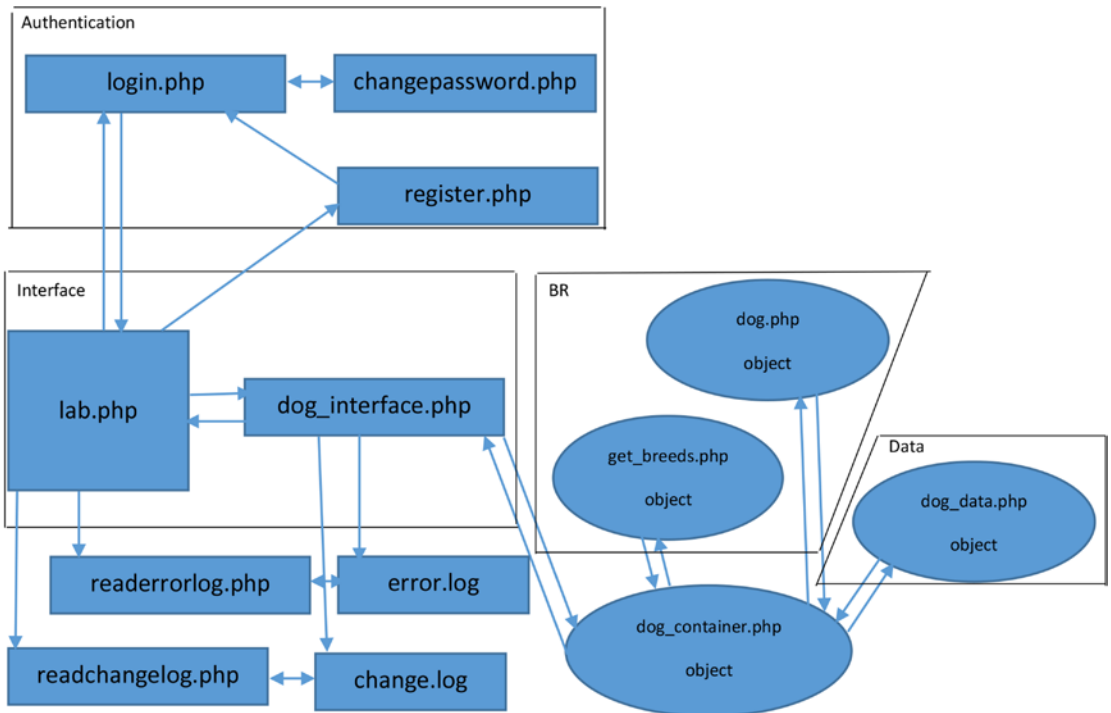 Authentication
login.php
changepassword.php
register.php
Interface
lab.php
dog_interface.php
BR
dog.php
object
get_breeds.php
object
Data
dog_data.php
object
readerrorlog.php
error.log
dog_container.php
object
readchangelog.php
change.log